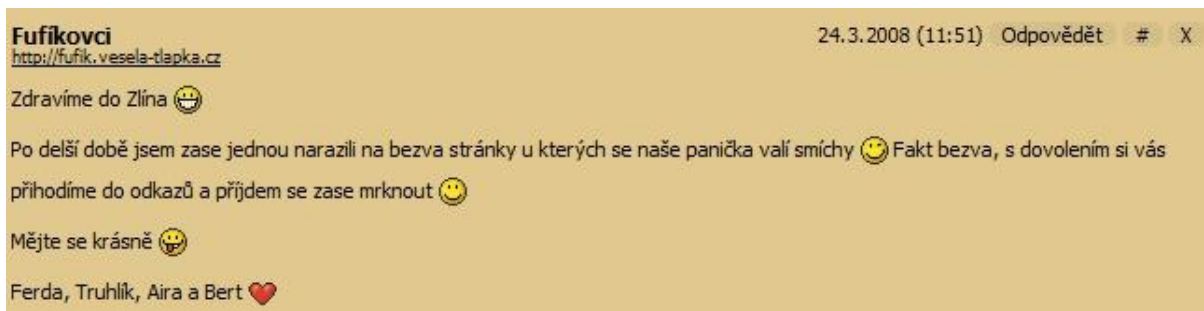 Fufíkovci 24.3.2008 (11:51) Odpovědět # X
http://fufik.vesela-tlapka.cz
Zdravíme do Zlína
Po delší době jsem zase jednou narazili na bezva stránky u kterých se naše panička valí smíchy Fakt bezva, s dovolením si vás
přihodíme do odkazů a příjdem se zase mrknout
Mějte se krásně
Ferda, Truhlík, Aira a Bert